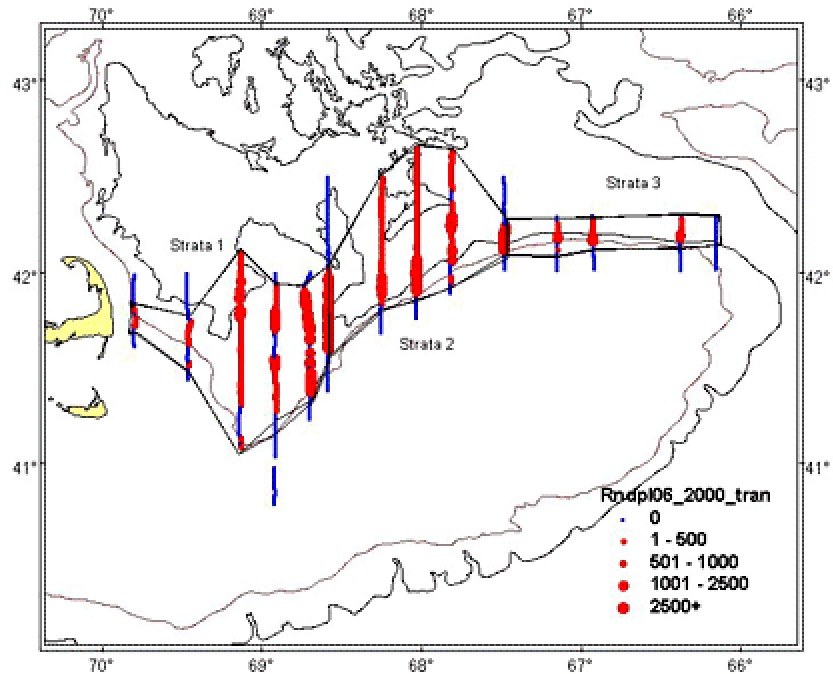 70° 69° 68° 67° 66°
43° 43°
Strata 3
Strata 1
42° 42°
Strata 2
41° 41°
Rndpl06_2000_tran
0
1 - 500
501 - 1000
1001 - 2500
2500+
70° 69° 68° 67° 66°